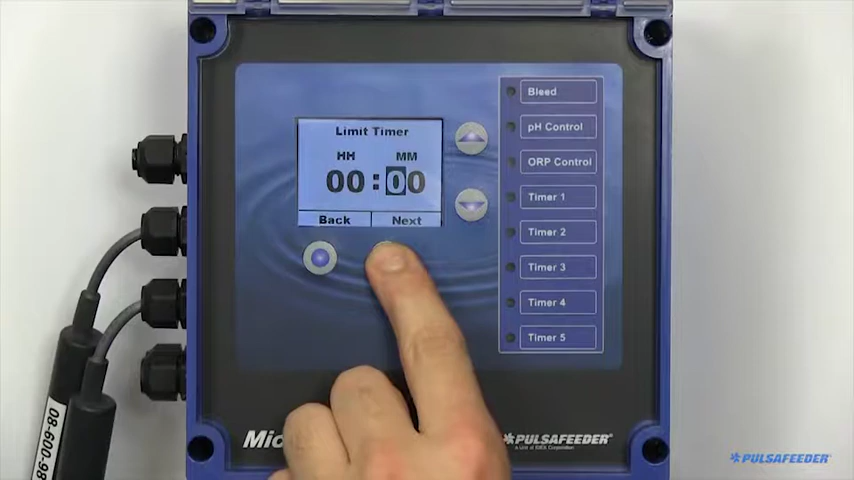 Limit Timer
HH MM
00:00
Back Next
Bleed
pH Control
ORP Control
Timer 1
Timer 2
Timer 3
Timer 4
Timer 5
PULSAFEEDER
PULSAFEEDER